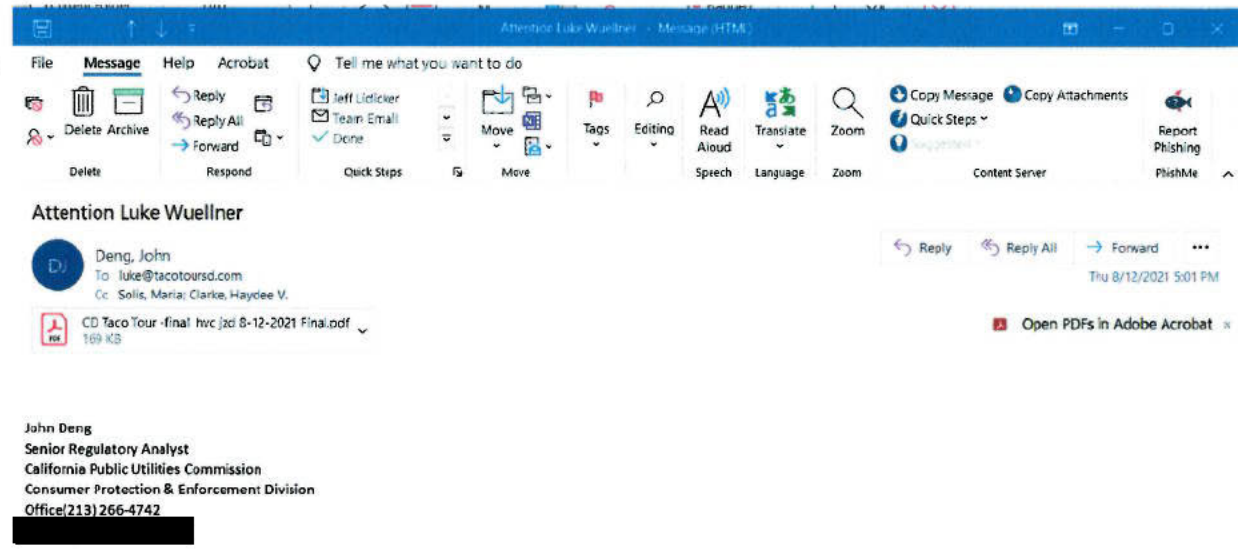 Attention Luke Wuellner - Message (HTML)
File Message Help Acrobat Tell me what you want to do
Delete Archive
Reply
Reply All
Forward
Jeff Lidicker
Team Email
Done
Move
Tags
Editing
Read Aloud
Translate
Zoom
Copy Message Copy Attachments
Quick Steps
Report Phishing
Delete Respond Quick Steps Move Speech Language Zoom Content Server PhishMe
Attention Luke Wuellner
DJ
Deng, John
To luke@tacotoursd.com
Cc Solis, Maria; Clarke, Haydee V.
Reply Reply All Forward
Thu 8/12/2021 5:01 PM
CD Taco Tour -final hvc jzd 8-12-2021 Final.pdf
PDF
169 KB
Open PDFs in Adobe Acrobat
John Deng
Senior Regulatory Analyst
California Public Utilities Commission
Consumer Protection & Enforcement Division
Office(213) 266-4742